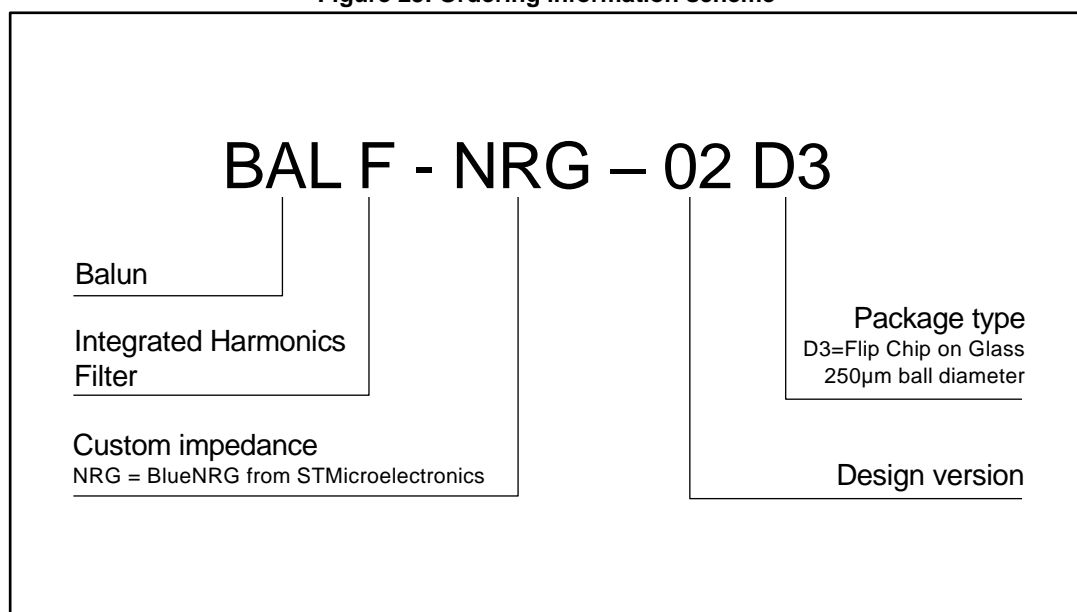 Figure 23. Ordering information scheme
BAL F - NRG – 02 D3
Balun
Integrated Harmonics
Filter
Custom impedance
NRG = BlueNRG from STMicroelectronics
Package type
D3=Flip Chip on Glass
250µm ball diameter
Design version